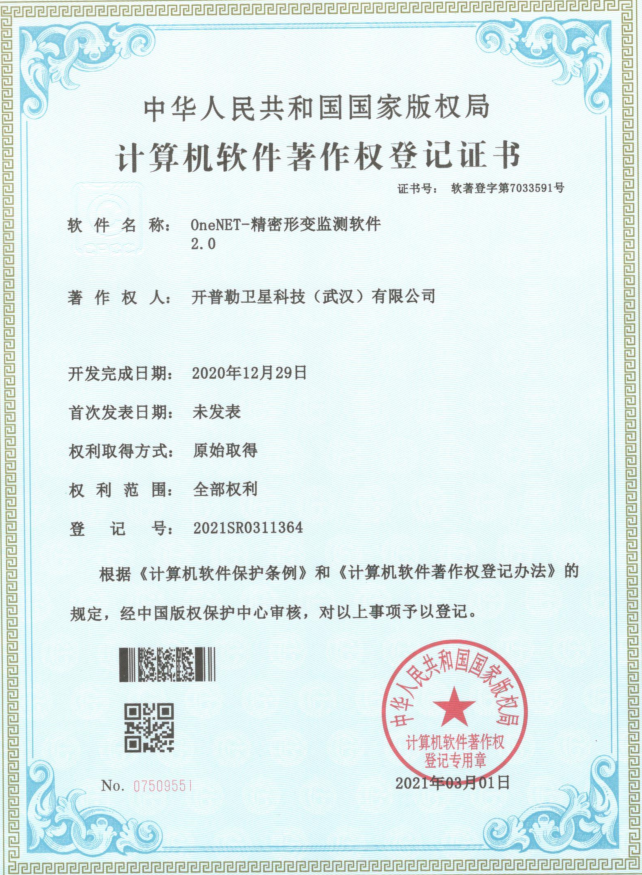 中华人民共和国国家版权局
计算机软件著作权登记证书
证书号： 软著登字第7033591号
软件名称： OneNET-精密形变监测软件
2.0
著作权人： 开普勒卫星科技（武汉）有限公司
开发完成日期： 2020年12月29日
首次发表日期： 未发表
权利取得方式： 原始取得
权利范围： 全部权利
登记号： 2021SR0311364
根据《计算机软件保护条例》和《计算机软件著作权登记办法》的
规定，经中国版权保护中心审核，对以上事项予以登记。
中华人民共和国国家版权局
计算机软件著作权
登记专用章
No. 07509551
2021年03月01日